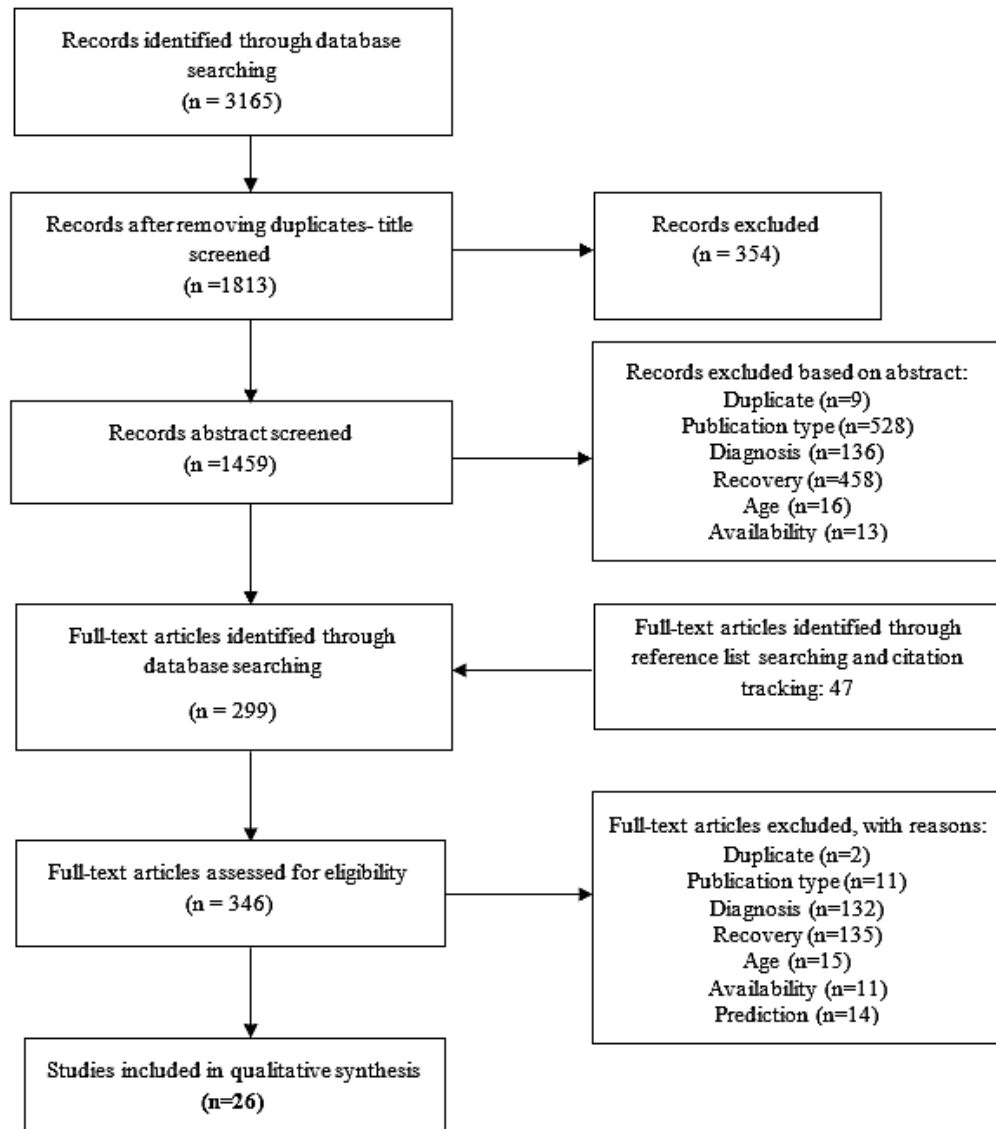 Records identified through database
searching
(n = 3165)
Records after removing duplicates- title
screened
(n =1813)
Records excluded
(n = 354)
Records abstract screened
(n =1459)
Records excluded based on abstract:
Duplicate (n=9)
Publication type (n=528)
Diagnosis (n=136)
Recovery (n=458)
Age (n=16)
Availability (n=13)
Full-text articles identified through
database searching
(n = 299)
Full-text articles identified through
reference list searching and citation
tracking: 47
Full-text articles assessed for eligibility
(n = 346)
Full-text articles excluded, with reasons:
Duplicate (n=2)
Publication type (n=11)
Diagnosis (n=132)
Recovery (n=135)
Age (n=15)
Availability (n=11)
Prediction (n=14)
Studies included in qualitative synthesis
(n=26)